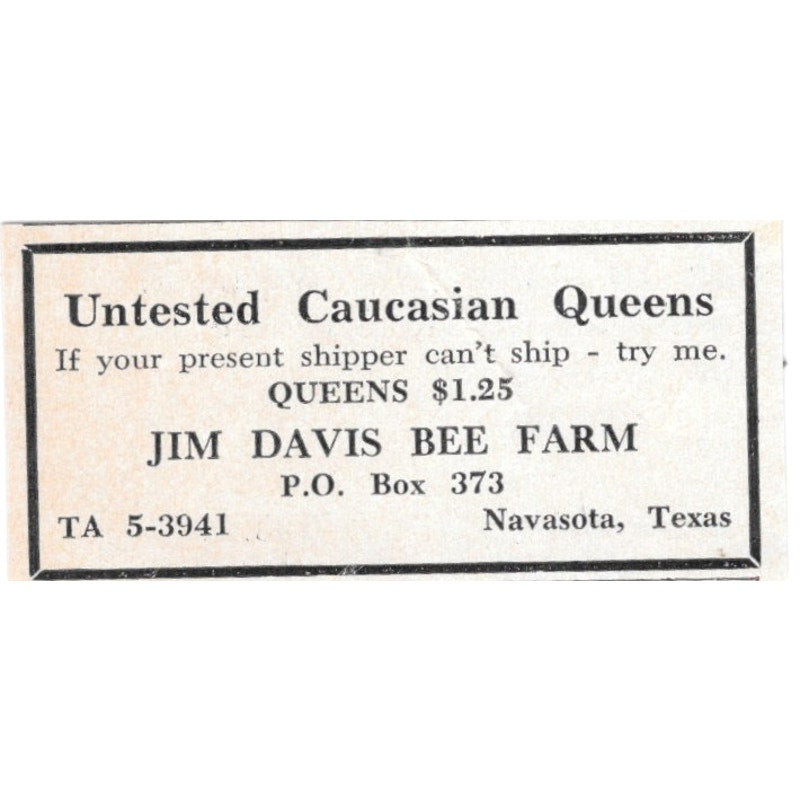 Untested Caucasian Queens
If your present shipper can't ship - try me.
QUEENS $1.25
JIM DAVIS BEE FARM
P.O. Box 373
TA 5-3941 Navasota, Texas